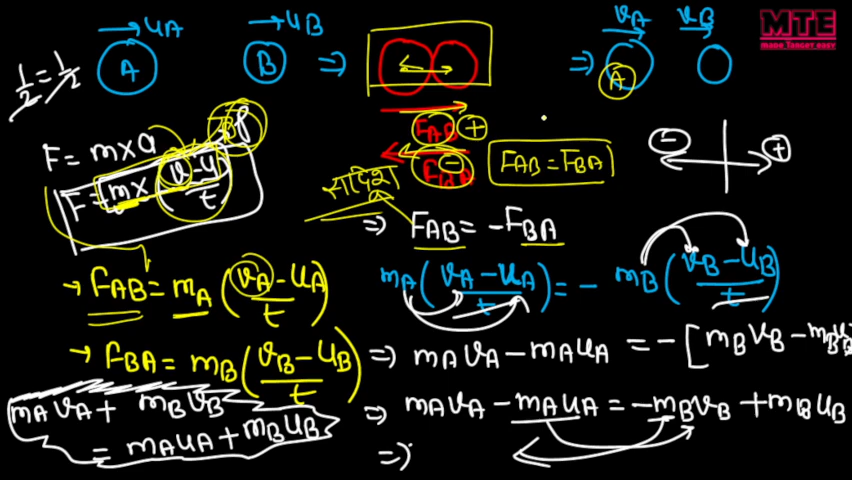 → uA → uB vA vB MTE
made Target easy
A B ⇒ ⇒ A
1/2 = 1/2
FAB +
F = m×a
FAB = FBA
- +
F = m× (v-u)/t
सदिश
⇒ FAB = -FBA
→ FAB = mA (vA-uA)/t
mA (vA-uA)/t = - mB (vB-uB)/t
→ FBA = mB (vB-uB)/t
⇒ mAvA - mAuA = -[mBvB - mBuB
mAvA + mBvB
= mAuA + mBuB
⇒ mAvA - mAuA = -mBvB + mBuB
⇒